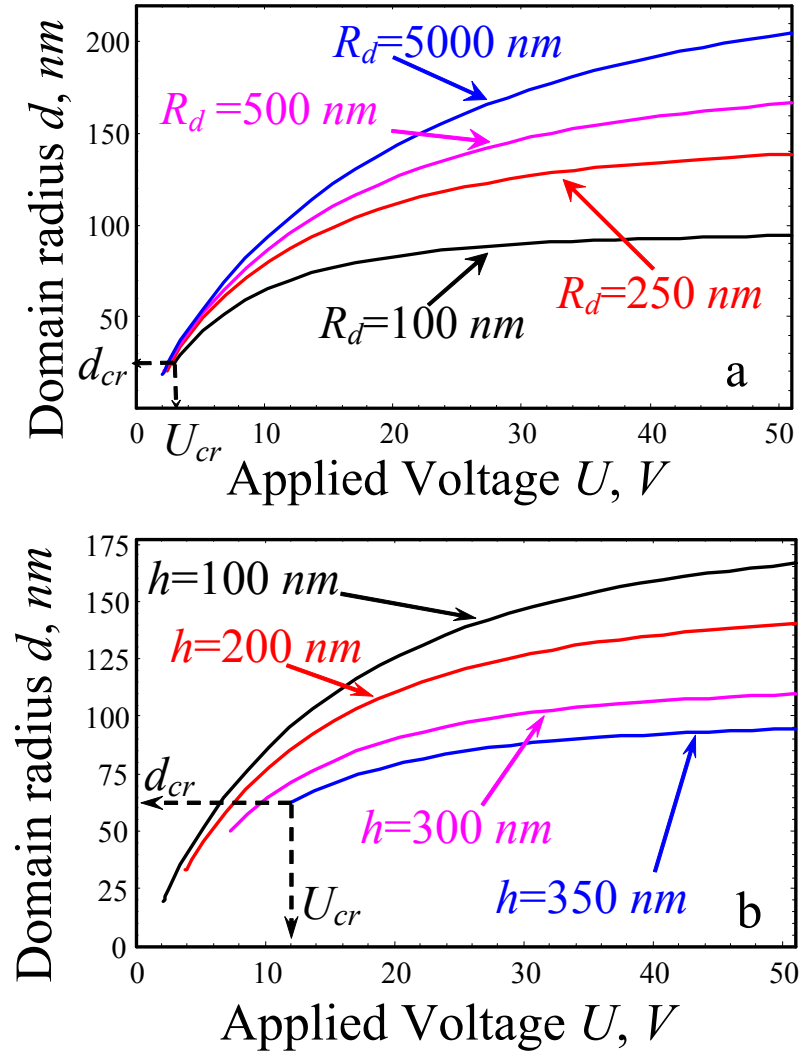 200
150
100
50
Domain radius d, nm
R_d=5000 nm
R_d =500 nm
R_d=250 nm
R_d=100 nm
d_cr
a
0
10
20
30
40
50
U_cr
Applied Voltage U, V
175
150
125
100
75
50
25
0
Domain radius d, nm
h=100 nm
h=200 nm
d_cr
h=300 nm
h=350 nm
U_cr
b
0
10
20
30
40
50
Applied Voltage U, V